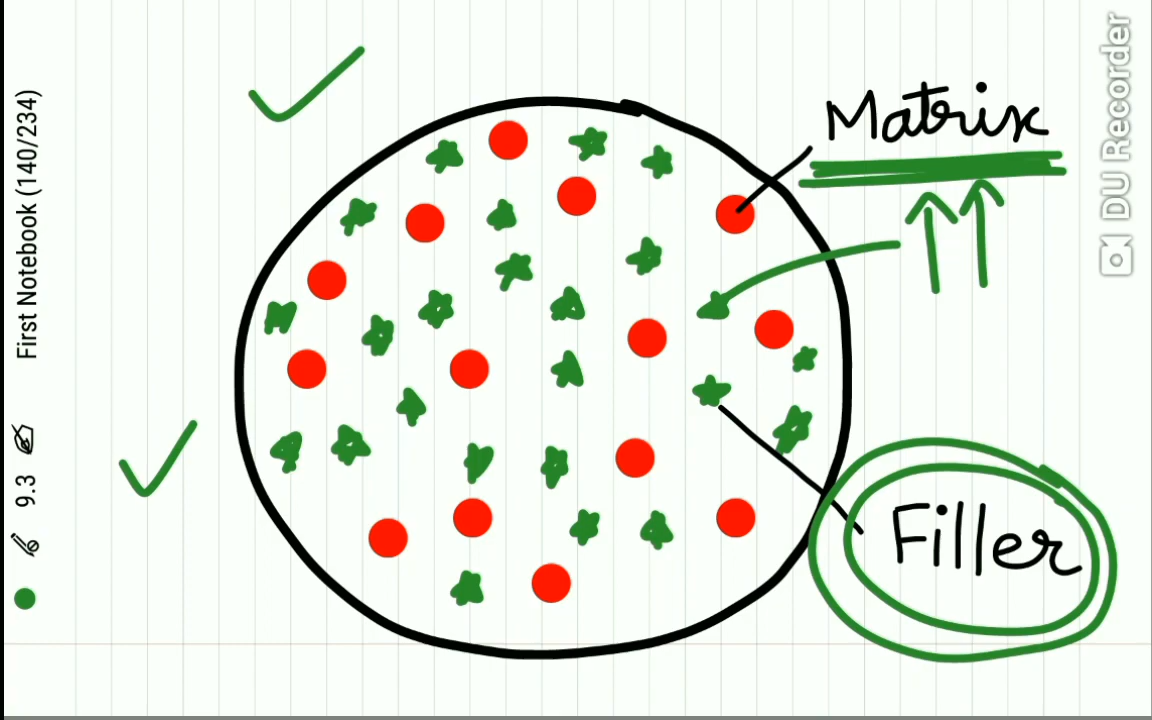 Matrix
Filler
First Notebook (140/234)
9.3
DU Recorder